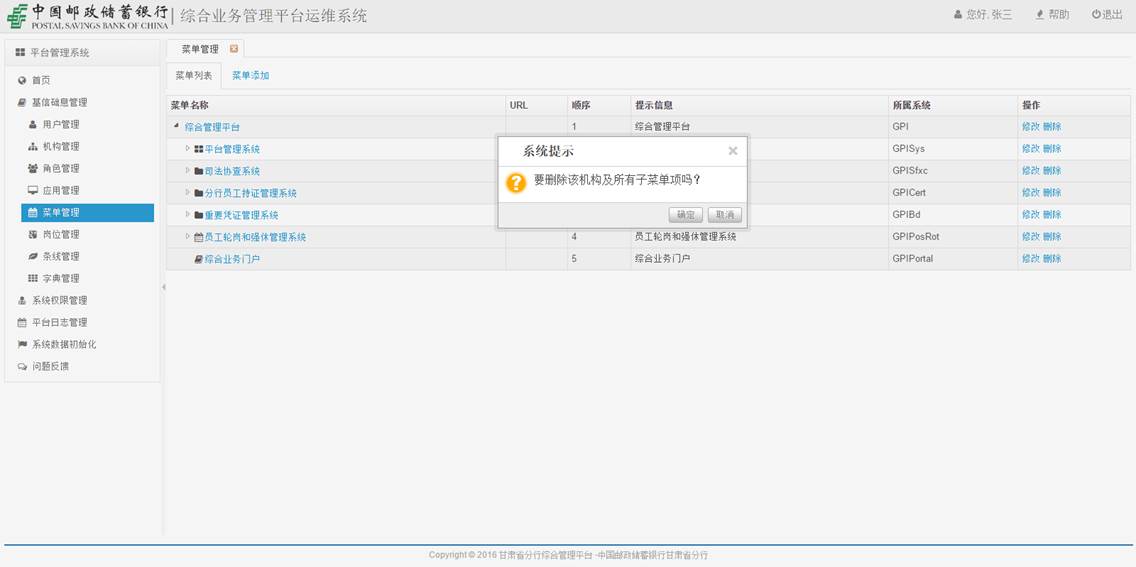 中国邮政储蓄银行 POSTAL SAVINGS BANK OF CHINA | 综合业务管理平台运维系统
您好, 张三 帮助 退出
平台管理系统
首页
基信础息管理
用户管理
机构管理
角色管理
应用管理
菜单管理
岗位管理
条线管理
字典管理
系统权限管理
平台日志管理
系统数据初始化
问题反馈
菜单管理
菜单列表 菜单添加
菜单名称 URL 顺序 提示信息 所属系统 操作
综合管理平台 1 综合管理平台 GPI 修改 删除
平台管理系统 GPISys 修改 删除
司法协查系统 GPISfxc 修改 删除
分行员工持证管理系统 GPICert 修改 删除
重要凭证管理系统 GPIBd 修改 删除
员工轮岗和强休管理系统 4 员工轮岗和强休管理系统 GPIPosRot 修改 删除
综合业务门户 5 综合业务门户 GPIPortal 修改 删除
系统提示
要删除该机构及所有子菜单项吗?
确定 取消
Copyright © 2016 甘肃省分行综合管理平台 -中国邮政储蓄银行甘肃省分行